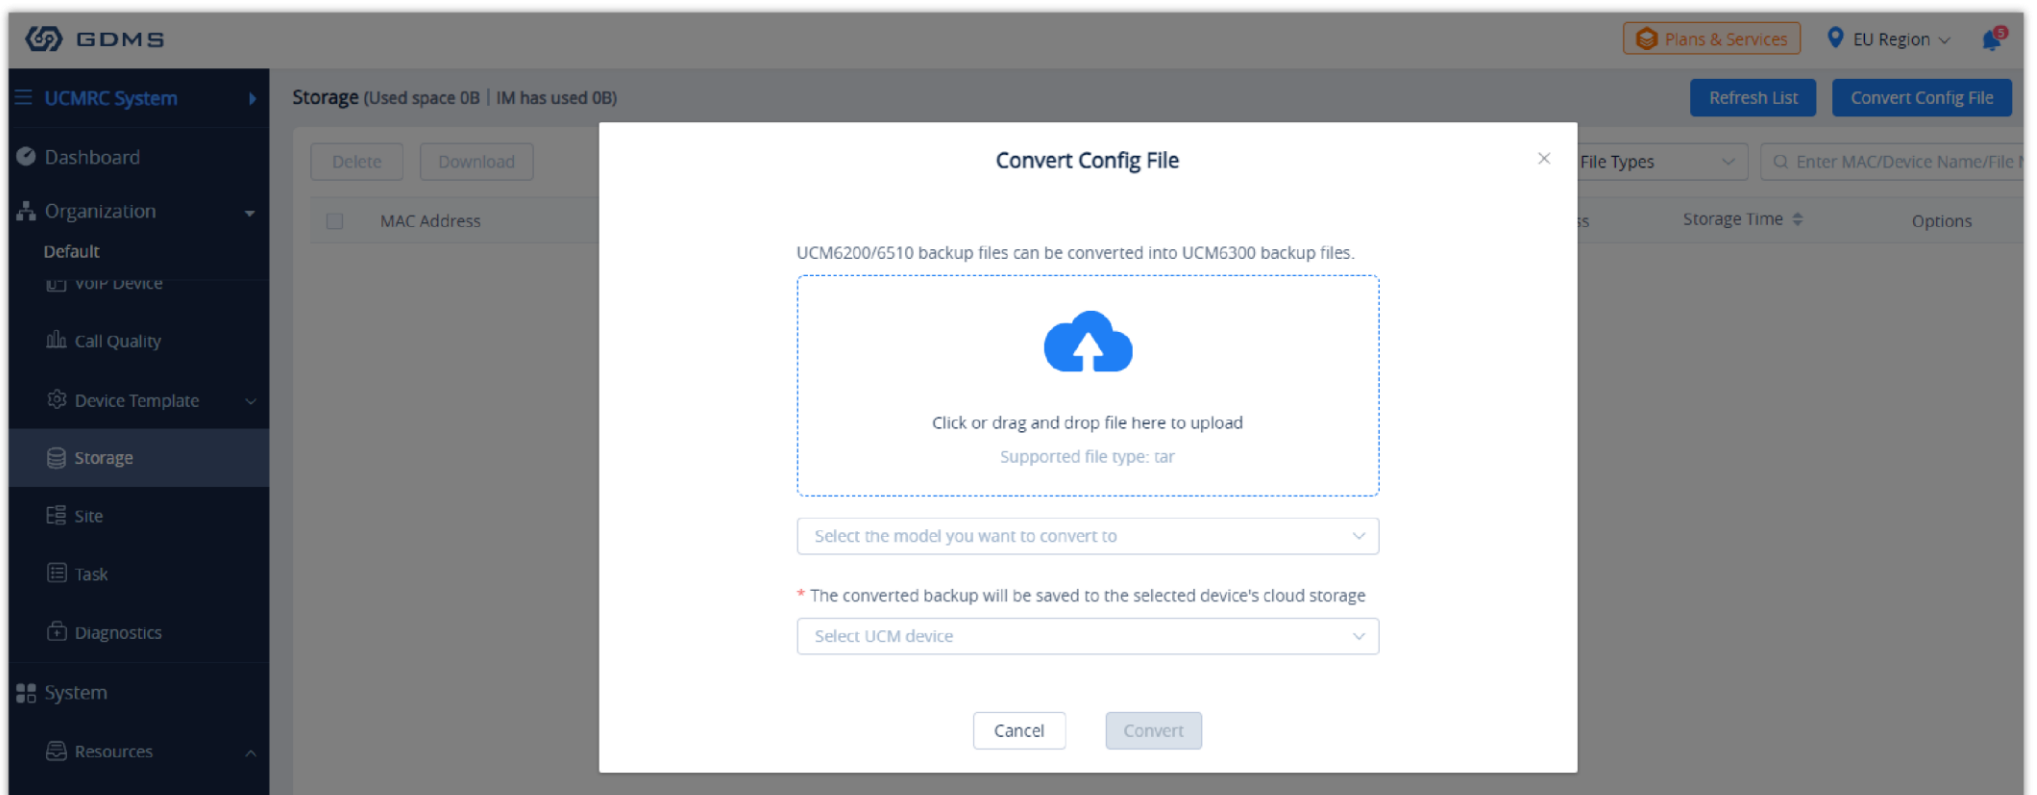 GDMS
Plans & Services
EU Region
5
UCMRC System
Storage (Used space 0B | IM has used 0B)
Refresh List
Convert Config File
Dashboard
Organization
Default
VoIP Device
Call Quality
Device Template
Storage
Site
Task
Diagnostics
System
Resources
Delete
Download
File Types
Enter MAC/Device Name/File
MAC Address
ss
Storage Time
Options
Convert Config File
UCM6200/6510 backup files can be converted into UCM6300 backup files.
Click or drag and drop file here to upload
Supported file type: tar
Select the model you want to convert to
* The converted backup will be saved to the selected device's cloud storage
Select UCM device
Cancel
Convert